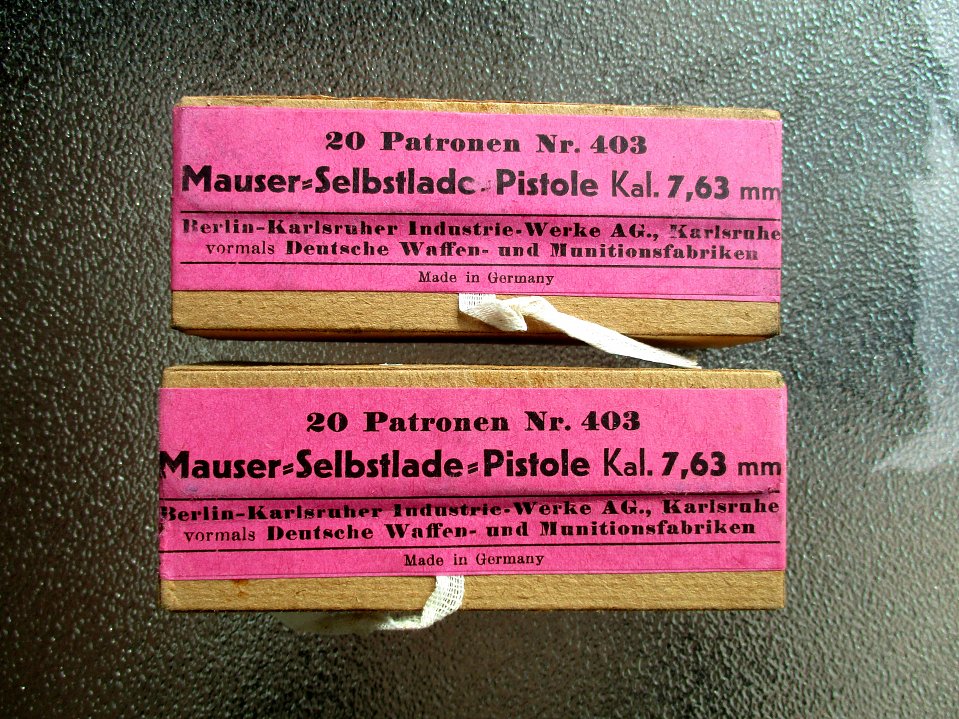 20 Patronen Nr. 403
Mauser=Selbstlade=Pistole Kal. 7,63 mm
Berlin-Karlsruher Industrie-Werke AG., Karlsruhe
vormals Deutsche Waffen- und Munitionsfabriken
Made in Germany
20 Patronen Nr. 403
Mauser=Selbstlade=Pistole Kal. 7,63 mm
Berlin-Karlsruher Industrie-Werke AG., Karlsruhe
vormals Deutsche Waffen- und Munitionsfabriken
Made in Germany